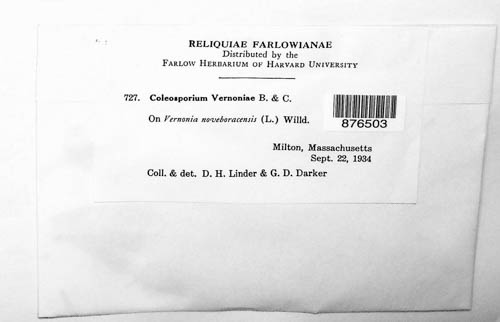 RELIQUIAE FARLOWIANAE
Distributed by the
FARLOW HERBARIUM OF HARVARD UNIVERSITY
727. Coleosporium Vernoniae B. & C.
On Vernonia noveboracensis (L.) Willd.
876503
Milton, Massachusetts
Sept. 22, 1934
Coll. & det. D. H. Linder & G. D. Darker